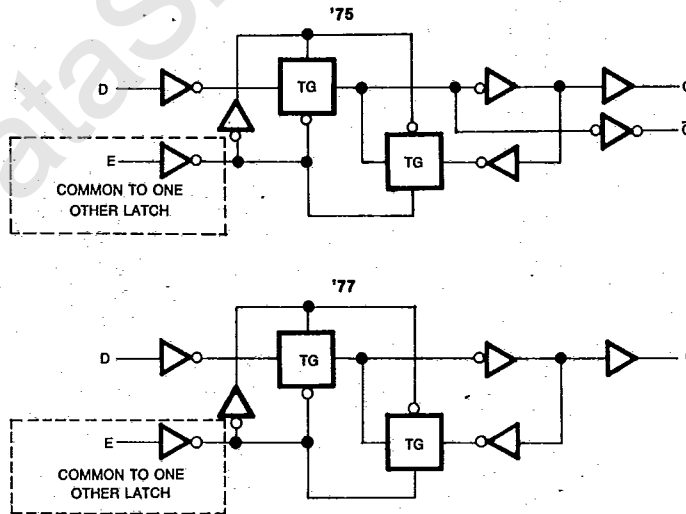 '75
D
TG
E
TG
COMMON TO ONE
OTHER LATCH
'77
D
TG
E
TG
COMMON TO ONE
OTHER LATCH